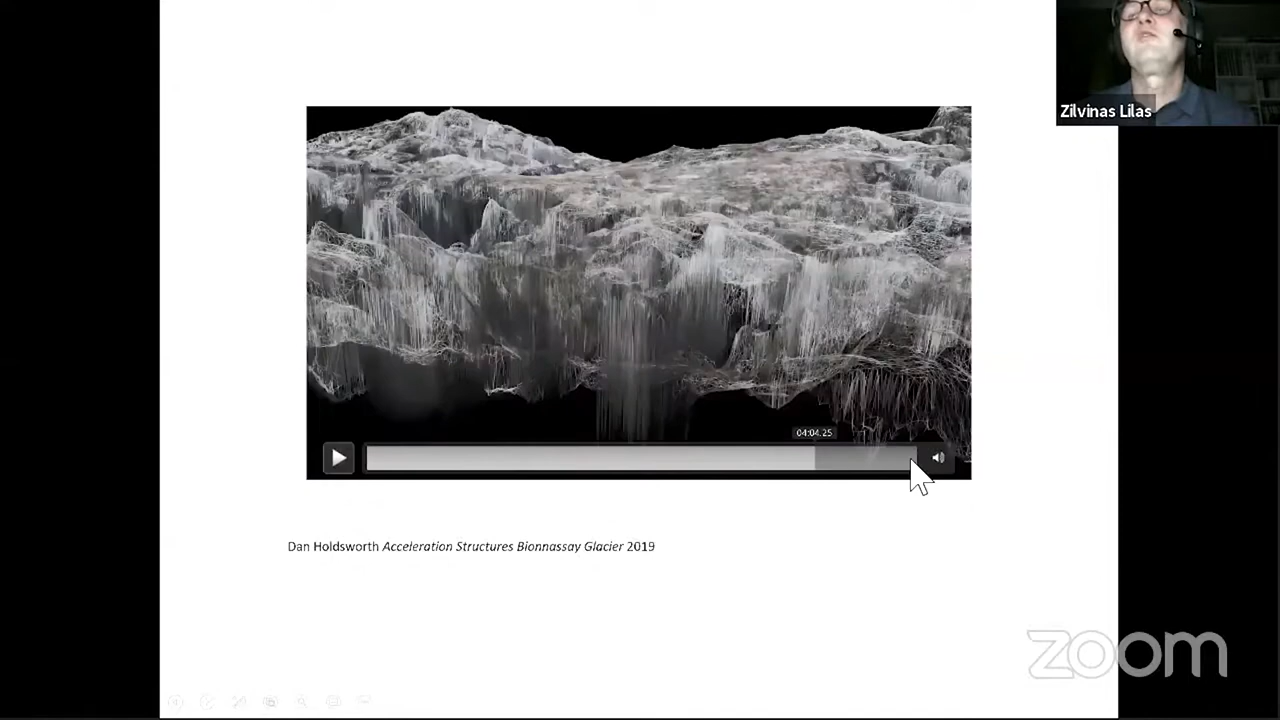 Zilvinas Lilas
04:04.25
Dan Holdsworth Acceleration Structures Bionnassay Glacier 2019
zoom